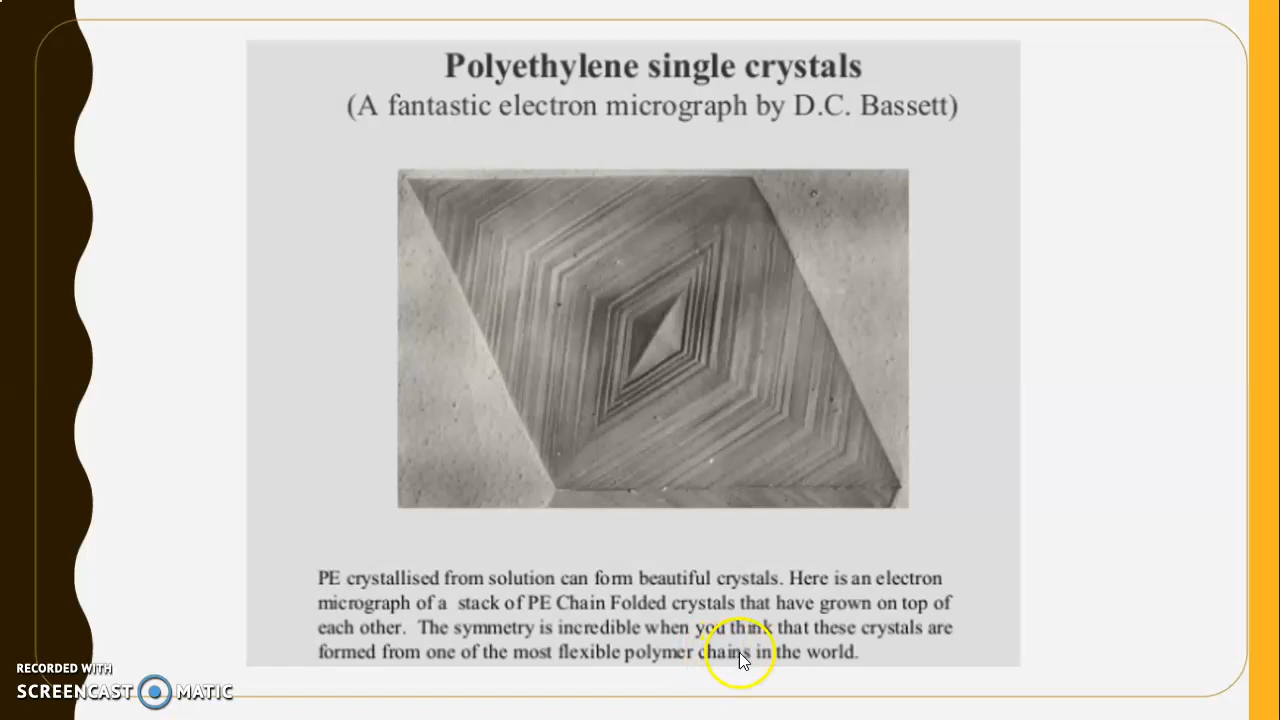 Polyethylene single crystals
(A fantastic electron micrograph by D.C. Bassett)
PE crystallised from solution can form beautiful crystals. Here is an electron
micrograph of a stack of PE Chain Folded crystals that have grown on top of
each other. The symmetry is incredible when you think that these crystals are
formed from one of the most flexible polymer chains in the world.
RECORDED WITH
SCREENCAST MATIC